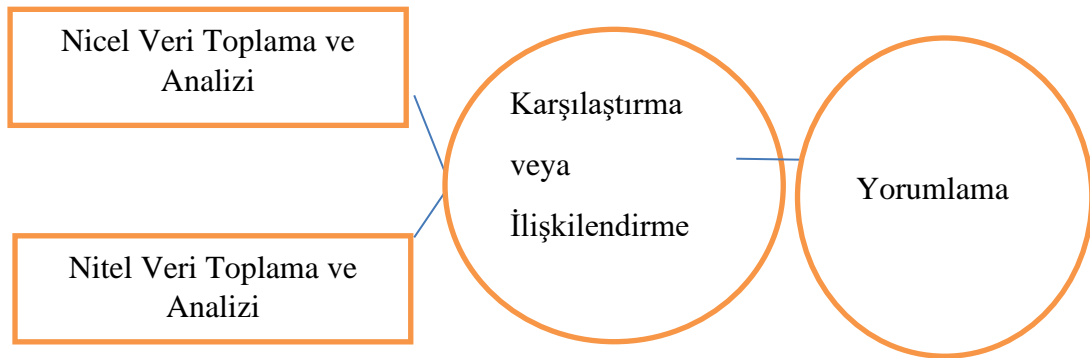 Nicel Veri Toplama ve
Analizi
Nitel Veri Toplama ve
Analizi
Karşılaştırma
veya
İlişkilendirme
Yorumlama